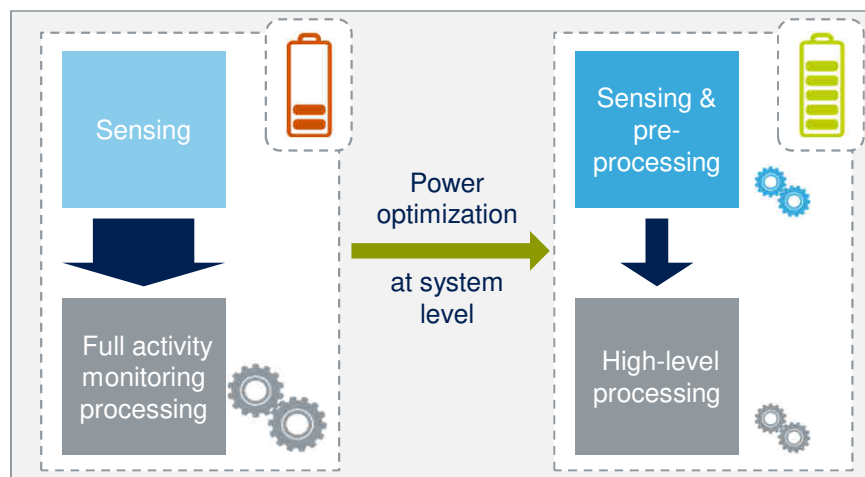 Sensing
Full activity
monitoring
processing
Power
optimization
at system
level
Sensing &
pre-
processing
High-level
processing